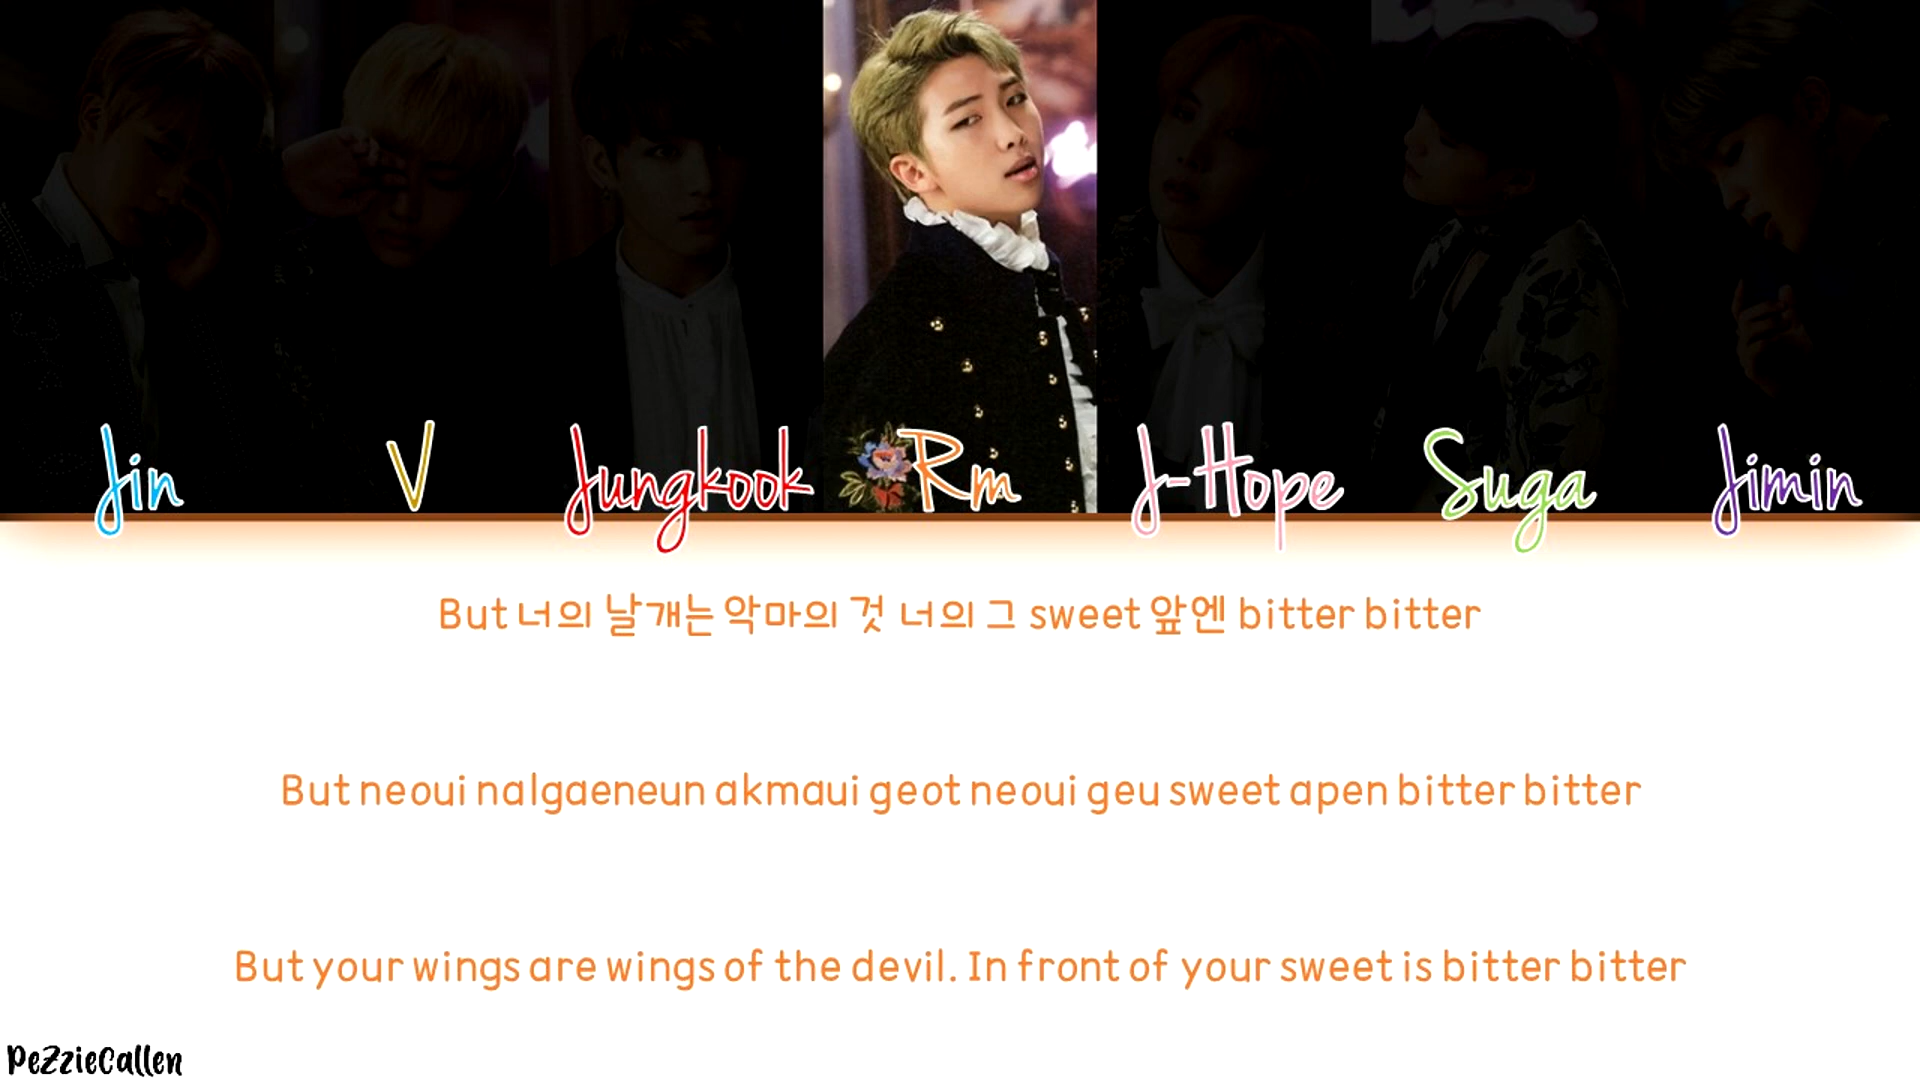 Jin V Jungkook Rm J-Hope Suga Jimin
But 너의 날개는 악마의 것 너의 그 sweet 앞엔 bitter bitter
But neoui nalgaeneun akmaui geot neoui geu sweet apen bitter bitter
But your wings are wings of the devil. In front of your sweet is bitter bitter
PeZzieCallen